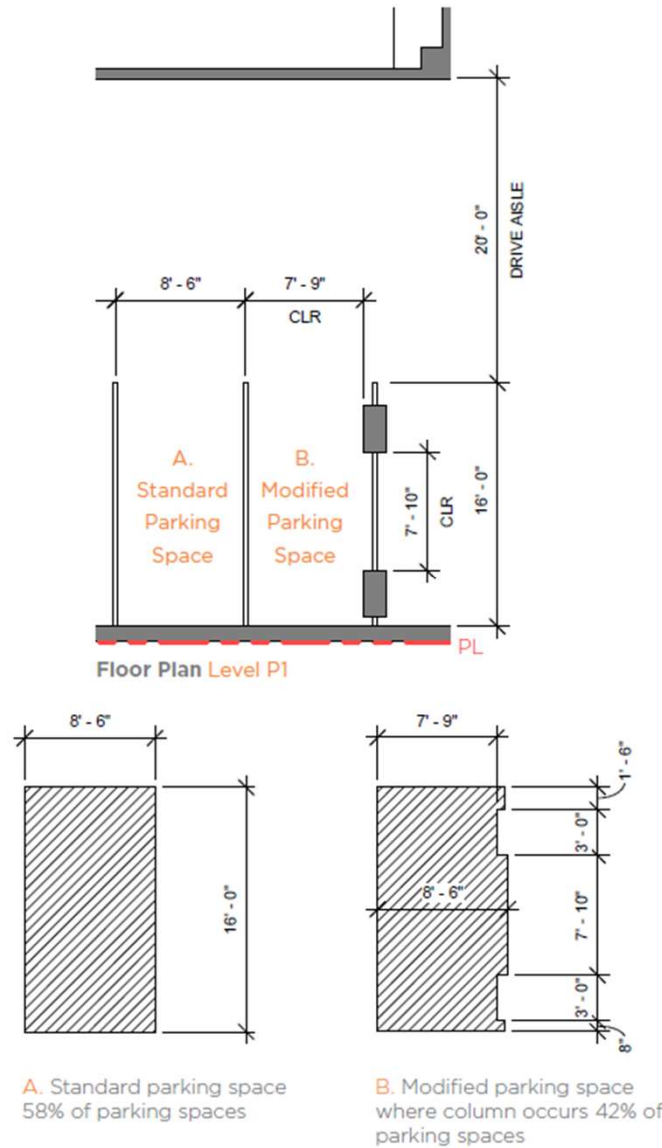 20' - 0"
DRIVE AISLE
8' - 6"
7' - 9"
CLR
A.
Standard
Parking
Space
B.
Modified
Parking
Space
7' - 10"
CLR
16' - 0"
PL
Floor Plan Level P1
8' - 6"
16' - 0"
7' - 9"
8' - 6"
1' - 6"
3' - 0"
7' - 10"
3' - 0"
8"
A. Standard parking space
58% of parking spaces
B. Modified parking space
where column occurs 42% of
parking spaces